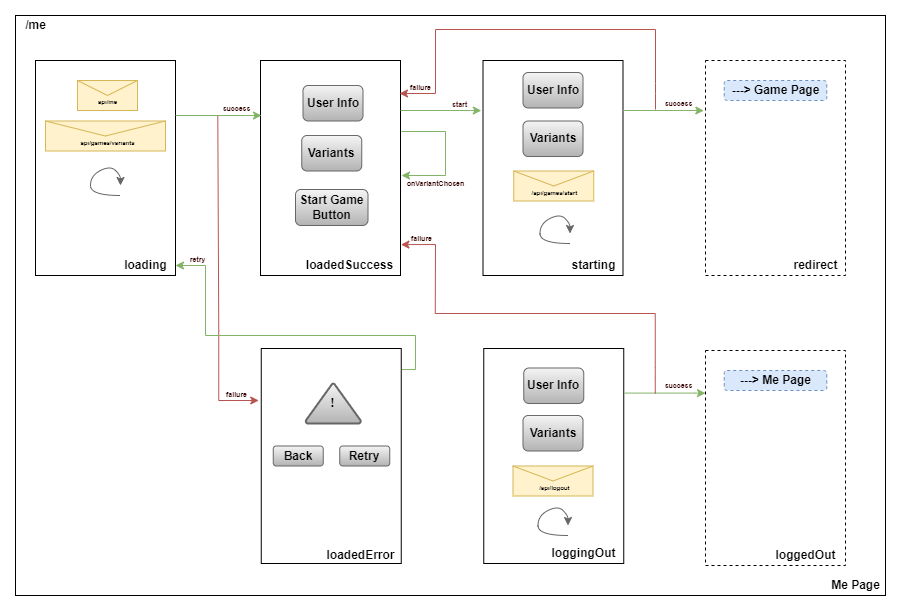 /me
api/me
api/games/variants
loading
success
failure
retry
User Info
Variants
Start Game
Button
loadedSuccess
failure
start
onVariantChosen
failure
User Info
Variants
/api/games/start
starting
success
---> Game Page
redirect
!
Back
Retry
loadedError
User Info
Variants
/api/logout
loggingOut
success
---> Me Page
loggedOut
Me Page